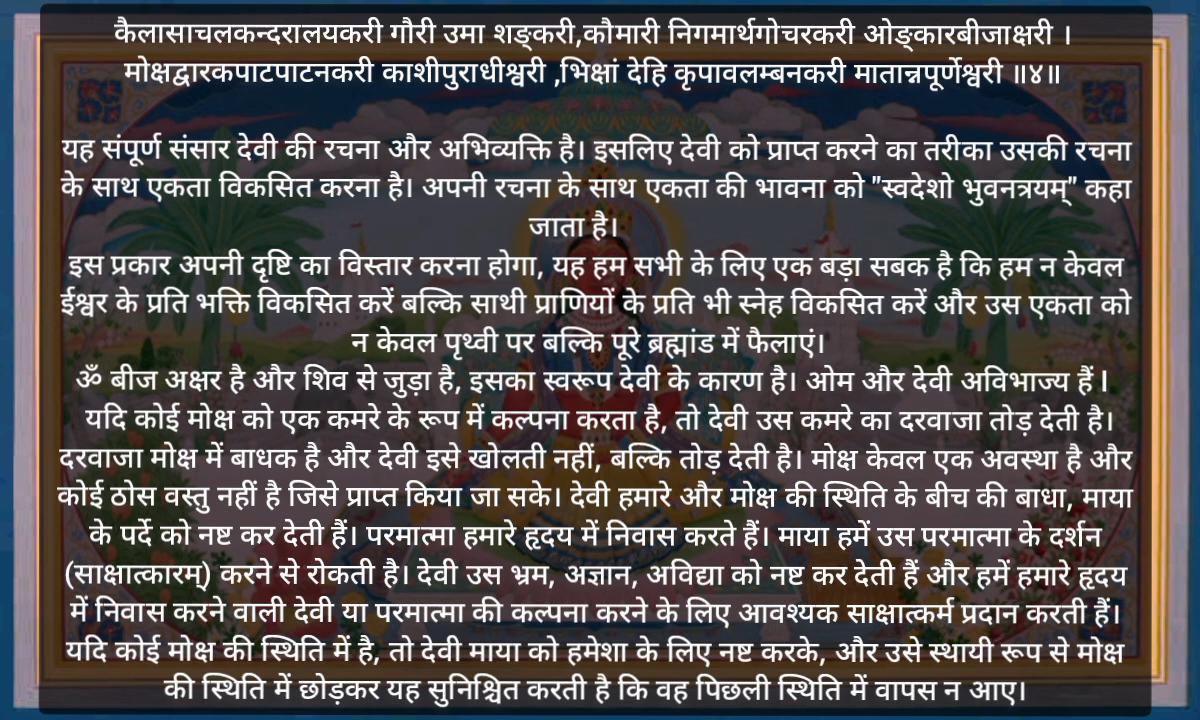 कैलासाचलकन्दरालयकरी गौरी उमा शङ्करी,कौमारी निगमार्थगोचरकरी ओङ्कारबीजाक्षरी ।
मोक्षद्वारकपाटपाटनकरी काशीपुराधीश्वरी ,भिक्षां देहि कृपावलम्बनकरी मातान्नपूर्णेश्वरी ॥४॥
यह संपूर्ण संसार देवी की रचना और अभिव्यक्ति है। इसलिए देवी को प्राप्त करने का तरीका उसकी रचना
के साथ एकता विकसित करना है। अपनी रचना के साथ एकता की भावना को "स्वदेशो भुवनत्रयम्" कहा
जाता है।
इस प्रकार अपनी दृष्टि का विस्तार करना होगा, यह हम सभी के लिए एक बड़ा सबक है कि हम न केवल
ईश्वर के प्रति भक्ति विकसित करें बल्कि साथी प्राणियों के प्रति भी स्नेह विकसित करें और उस एकता को
न केवल पृथ्वी पर बल्कि पूरे ब्रह्मांड में फैलाएं।
ॐ बीज अक्षर है और शिव से जुड़ा है, इसका स्वरूप देवी के कारण है। ओम और देवी अविभाज्य हैं।
यदि कोई मोक्ष को एक कमरे के रूप में कल्पना करता है, तो देवी उस कमरे का दरवाजा तोड़ देती है।
दरवाजा मोक्ष में बाधक है और देवी इसे खोलती नहीं, बल्कि तोड़ देती है। मोक्ष केवल एक अवस्था है और
कोई ठोस वस्तु नहीं है जिसे प्राप्त किया जा सके। देवी हमारे और मोक्ष की स्थिति के बीच की बाधा, माया
के पर्दे को नष्ट कर देती हैं। परमात्मा हमारे हृदय में निवास करते हैं। माया हमें उस परमात्मा के दर्शन
(साक्षात्कारम्) करने से रोकती है। देवी उस भ्रम, अज्ञान, अविद्या को नष्ट कर देती हैं और हमें हमारे हृदय
में निवास करने वाली देवी या परमात्मा की कल्पना करने के लिए आवश्यक साक्षात्कर्म प्रदान करती हैं।
यदि कोई मोक्ष की स्थिति में है, तो देवी माया को हमेशा के लिए नष्ट करके, और उसे स्थायी रूप से मोक्ष
की स्थिति में छोड़कर यह सुनिश्चित करती है कि वह पिछली स्थिति में वापस न आए।